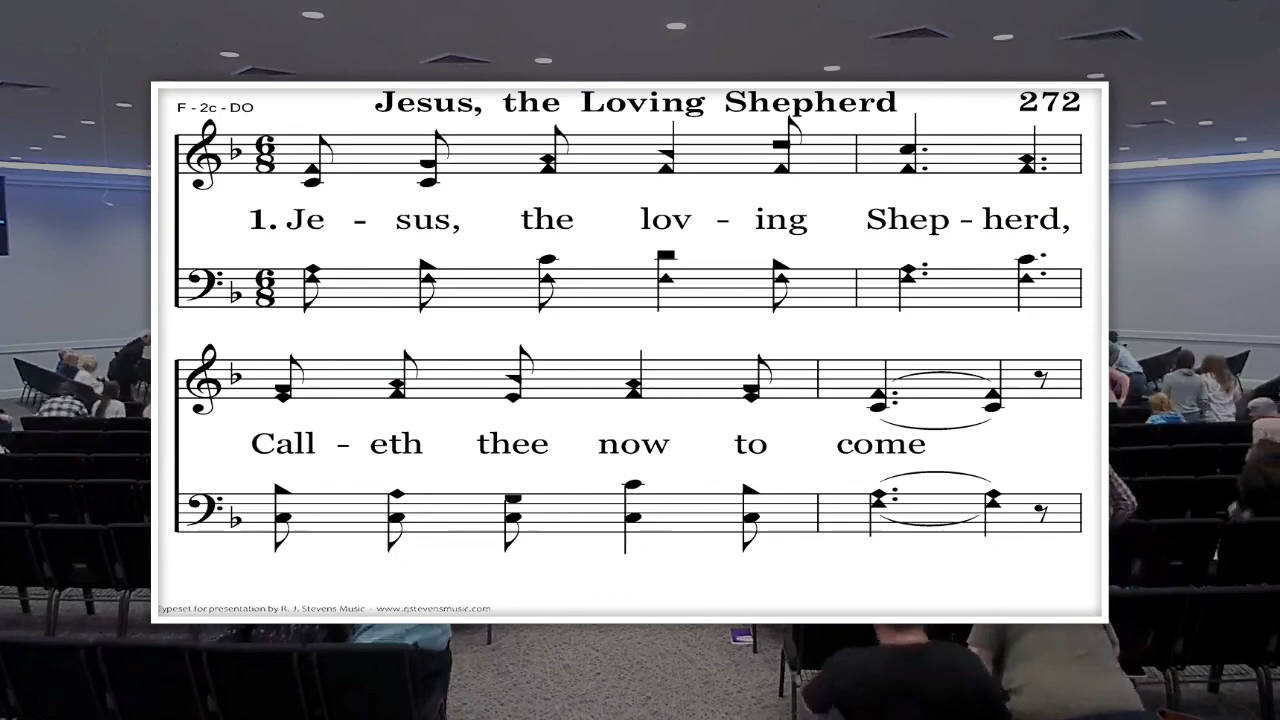 F - 2c - DO
Jesus, the Loving Shepherd
272
1. Je - sus, the lov - ing Shep - herd,
Call - eth thee now to come
Typeset for presentation by R. J. Stevens Music - www.rjstevensmusic.com